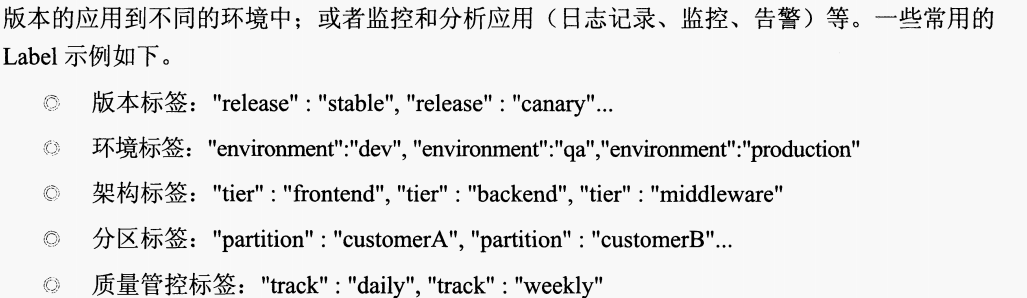 版本的应用到不同的环境中；或者监控和分析应用（日志记录、监控、告警）等。一些常用的
Label 示例如下。
版本标签："release" : "stable", "release" : "canary"...
环境标签："environment":"dev", "environment":"qa","environment":"production"
架构标签："tier" : "frontend", "tier" : "backend", "tier" : "middleware"
分区标签："partition" : "customerA", "partition" : "customerB"...
质量管控标签："track" : "daily", "track" : "weekly"